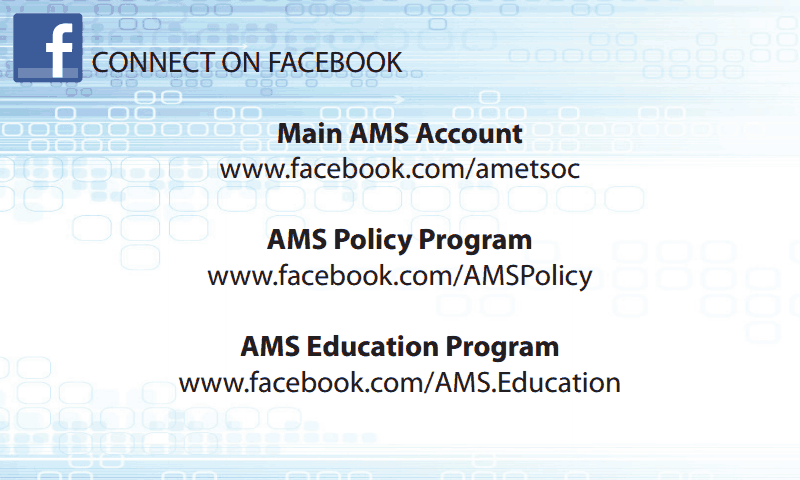 f CONNECT ON FACEBOOK
Main AMS Account
www.facebook.com/ametsoc
AMS Policy Program
www.facebook.com/AMSPolicy
AMS Education Program
www.facebook.com/AMS.Education